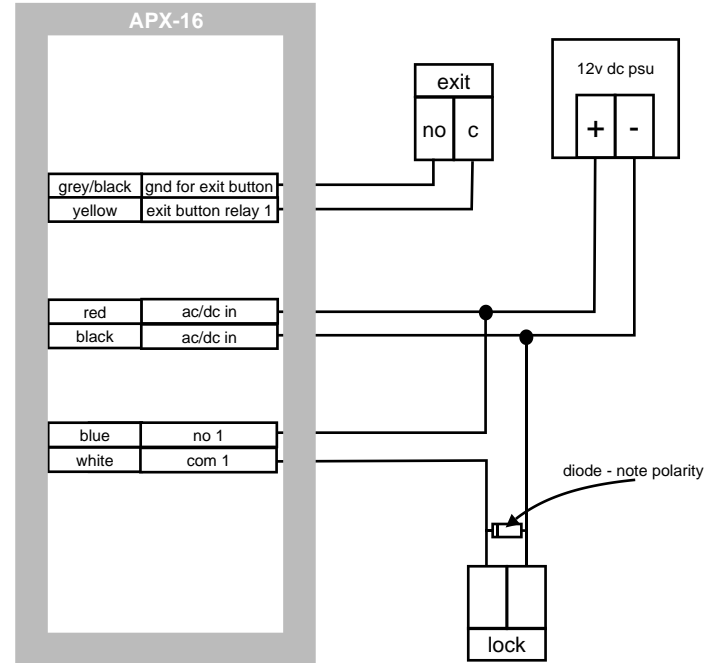 APX-16
12v dc psu
+ -
exit
no c
grey/black gnd for exit button
yellow exit button relay 1
red ac/dc in
black ac/dc in
blue no 1
white com 1
diode - note polarity
lock